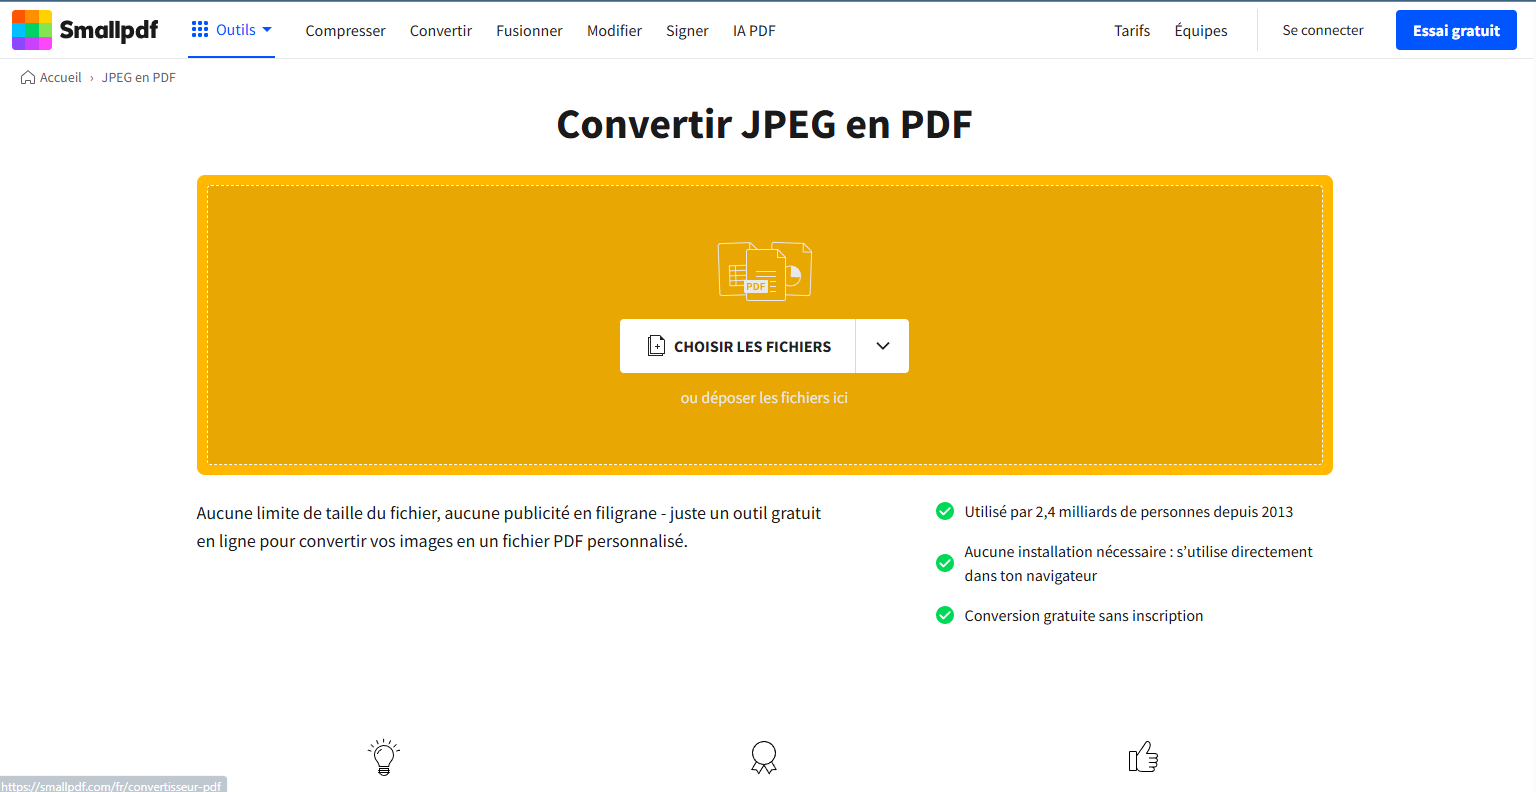 Smallpdf
Outils
Compresser
Convertir
Fusionner
Modifier
Signer
IA PDF
Tarifs
Équipes
Se connecter
Essai gratuit
Accueil › JPEG en PDF
Convertir JPEG en PDF
PDF
CHOISIR LES FICHIERS
ou déposer les fichiers ici
Aucune limite de taille du fichier, aucune publicité en filigrane - juste un outil gratuit
en ligne pour convertir vos images en un fichier PDF personnalisé.
Utilisé par 2,4 milliards de personnes depuis 2013
Aucune installation nécessaire : s’utilise directement
dans ton navigateur
Conversion gratuite sans inscription
https://smallpdf.com/fr/convertisseur-pdf